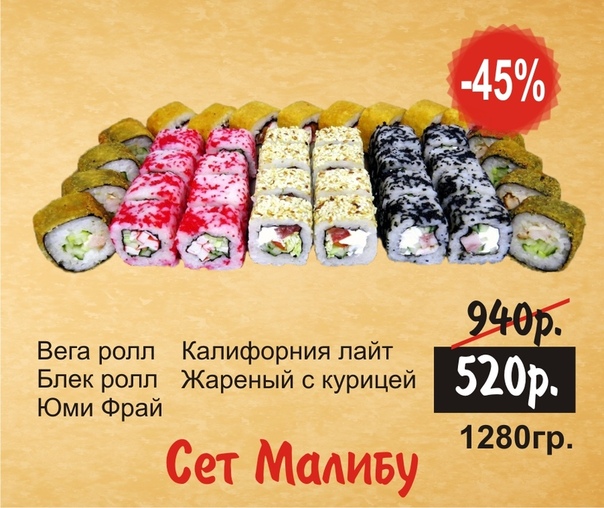 -45%
940р.
Вега ролл Калифорния лайт
Блек ролл Жареный с курицей
520р.
Юми Фрай
1280гр.
Сет Малибу